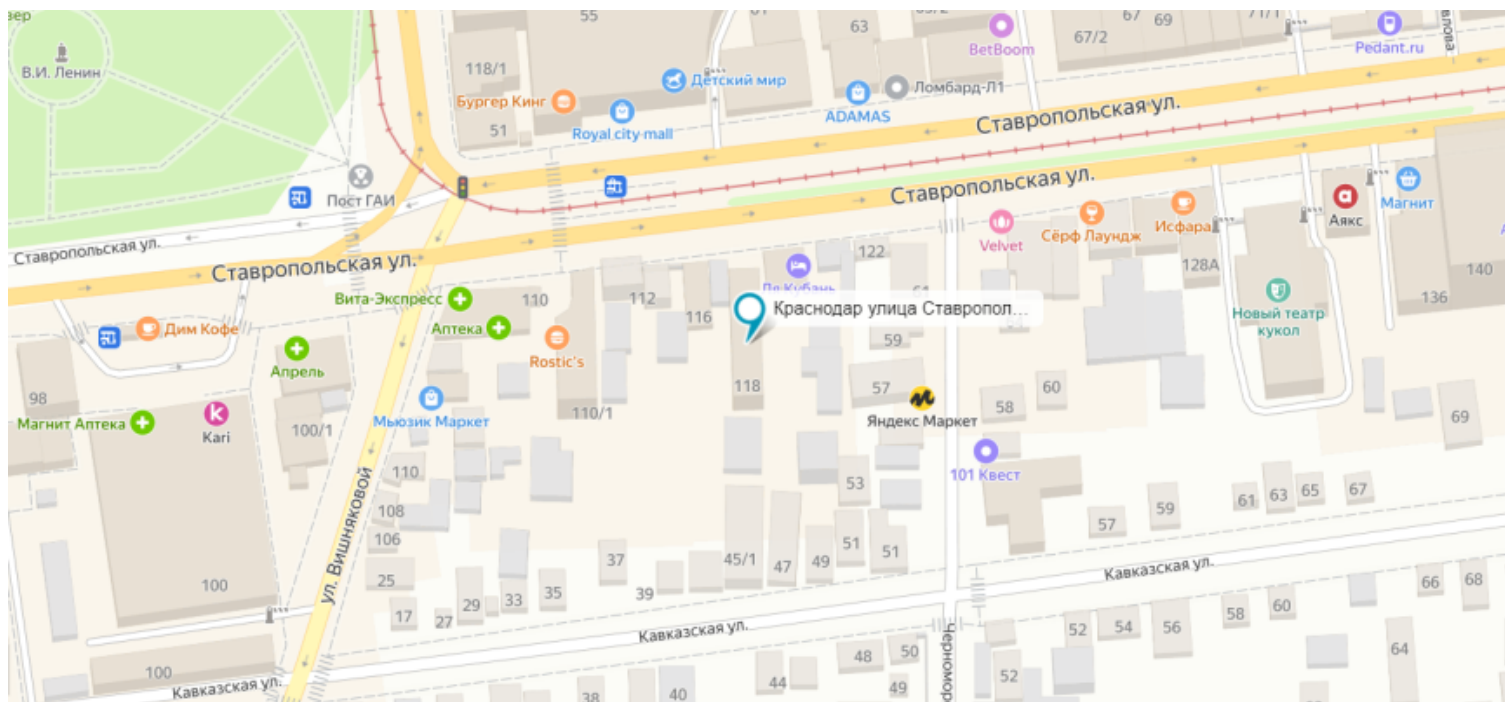 зер
55
63
67
69
71/1
BetBoom
67/2
Pedant.ru
В.И. Ленин
118/1
Детский мир
Ломбард-Л1
Бургер Кинг
51
Royal city mall
ADAMAS
Ставропольская ул.
Пост ГАИ
Ставропольская ул.
Магнит
Аякс
Velvet
Сёрф Лаундж
Исфара
Ставропольская ул.
Ставропольская ул.
122
128А
140
136
Вита-Экспресс
110
112
116
Краснодар улица Ставропол...
Новый театр
кукол
Дим Кофе
Аптека
Rostic's
59
Апрель
98
118
57
60
58
Магнит Аптека
Kari
100/1
Мьюзик Маркет
110/1
Яндекс Маркет
69
110
101 Квест
53
ул. Вишняковой
108
106
61
63
65
67
59
57
37
45/1
47
49
51
51
100
25
39
Кавказская ул.
66
68
17
27
29
33
35
Кавказская ул.
58
60
52
54
56
64
100
Кавказская ул.
48
50
Черномор
52
38
40
44
49